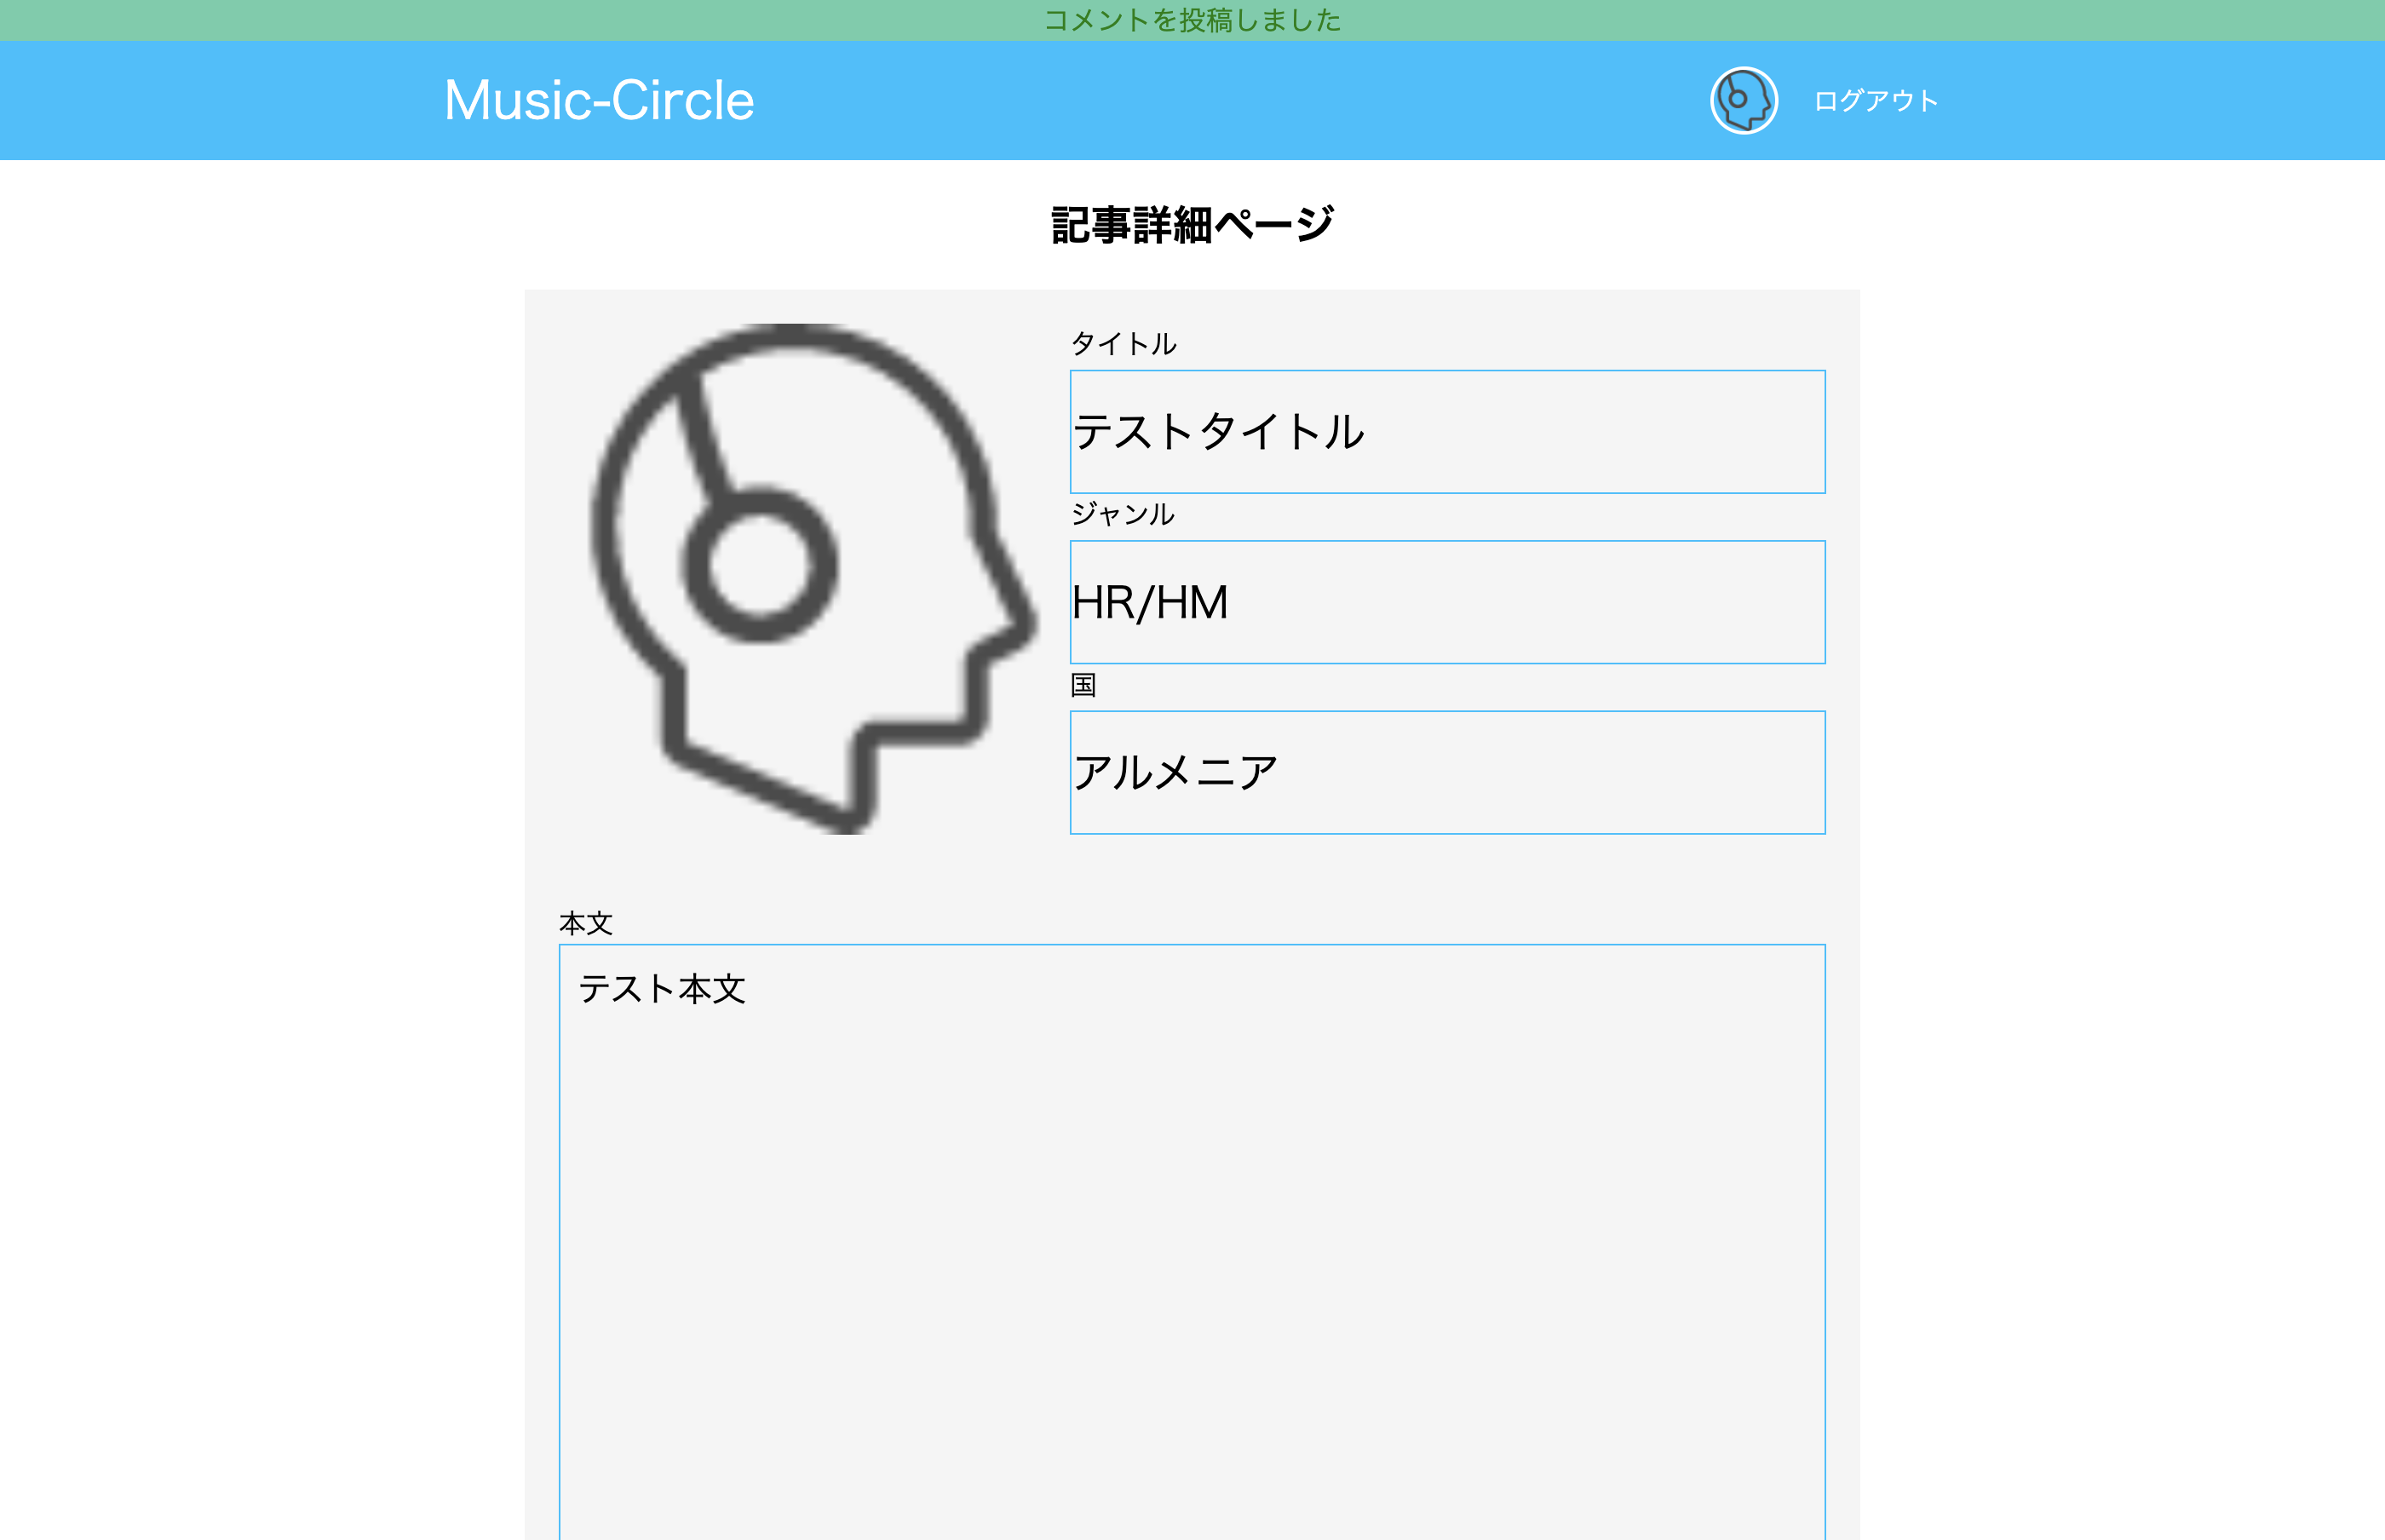 コメントを投稿しました
Music-Circle
ログアウト
記事詳細ページ
タイトル
テストタイトル
ジャンル
HR/HM
国
アルメニア
本文
テスト本文